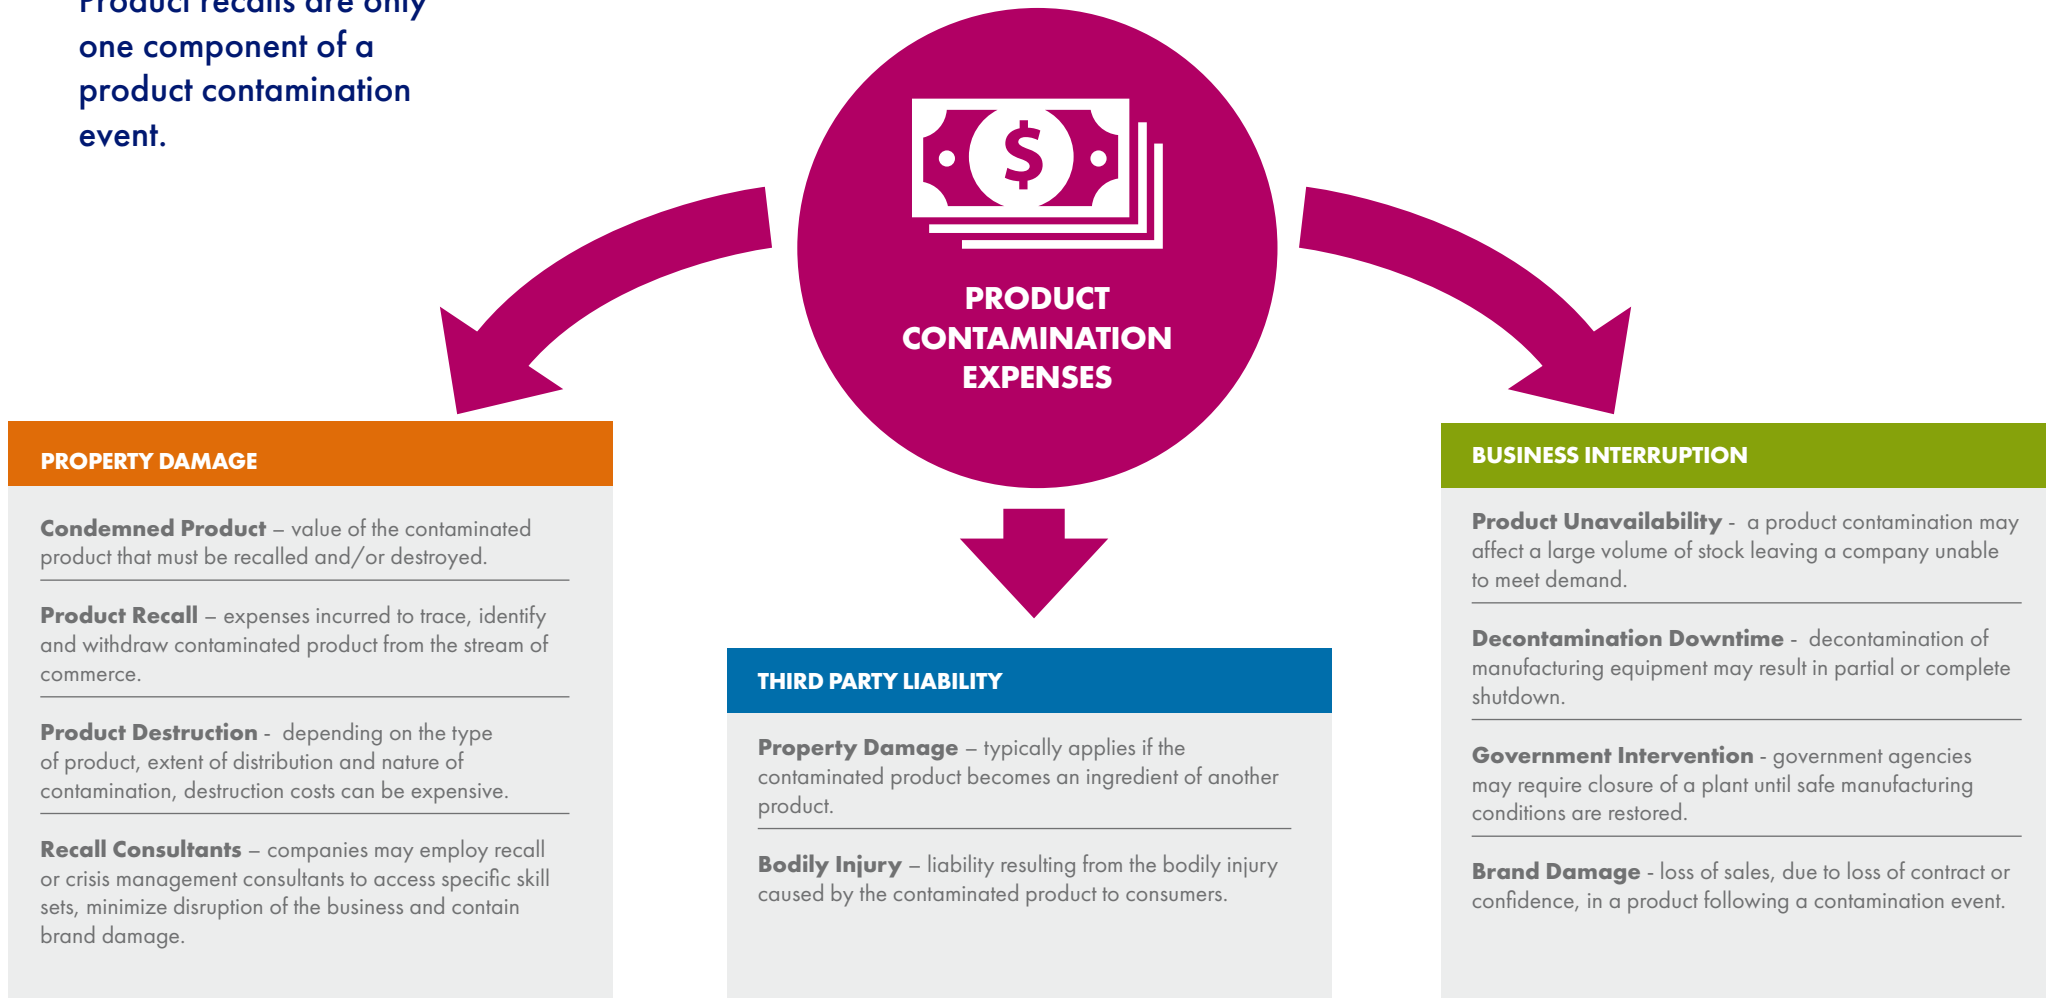 Product recalls are only
one component of a
product contamination
event.
$
PRODUCT
CONTAMINATION
EXPENSES
PROPERTY DAMAGE
Condemned Product – value of the contaminated
product that must be recalled and/or destroyed.
Product Recall – expenses incurred to trace, identify
and withdraw contaminated product from the stream of
commerce.
Product Destruction - depending on the type
of product, extent of distribution and nature of
contamination, destruction costs can be expensive.
Recall Consultants – companies may employ recall
or crisis management consultants to access specific skill
sets, minimize disruption of the business and contain
brand damage.
THIRD PARTY LIABILITY
Property Damage – typically applies if the
contaminated product becomes an ingredient of another
product.
Bodily Injury – liability resulting from the bodily injury
caused by the contaminated product to consumers.
BUSINESS INTERRUPTION
Product Unavailability - a product contamination may
affect a large volume of stock leaving a company unable
to meet demand.
Decontamination Downtime - decontamination of
manufacturing equipment may result in partial or complete
shutdown.
Government Intervention - government agencies
may require closure of a plant until safe manufacturing
conditions are restored.
Brand Damage - loss of sales, due to loss of contract or
confidence, in a product following a contamination event.